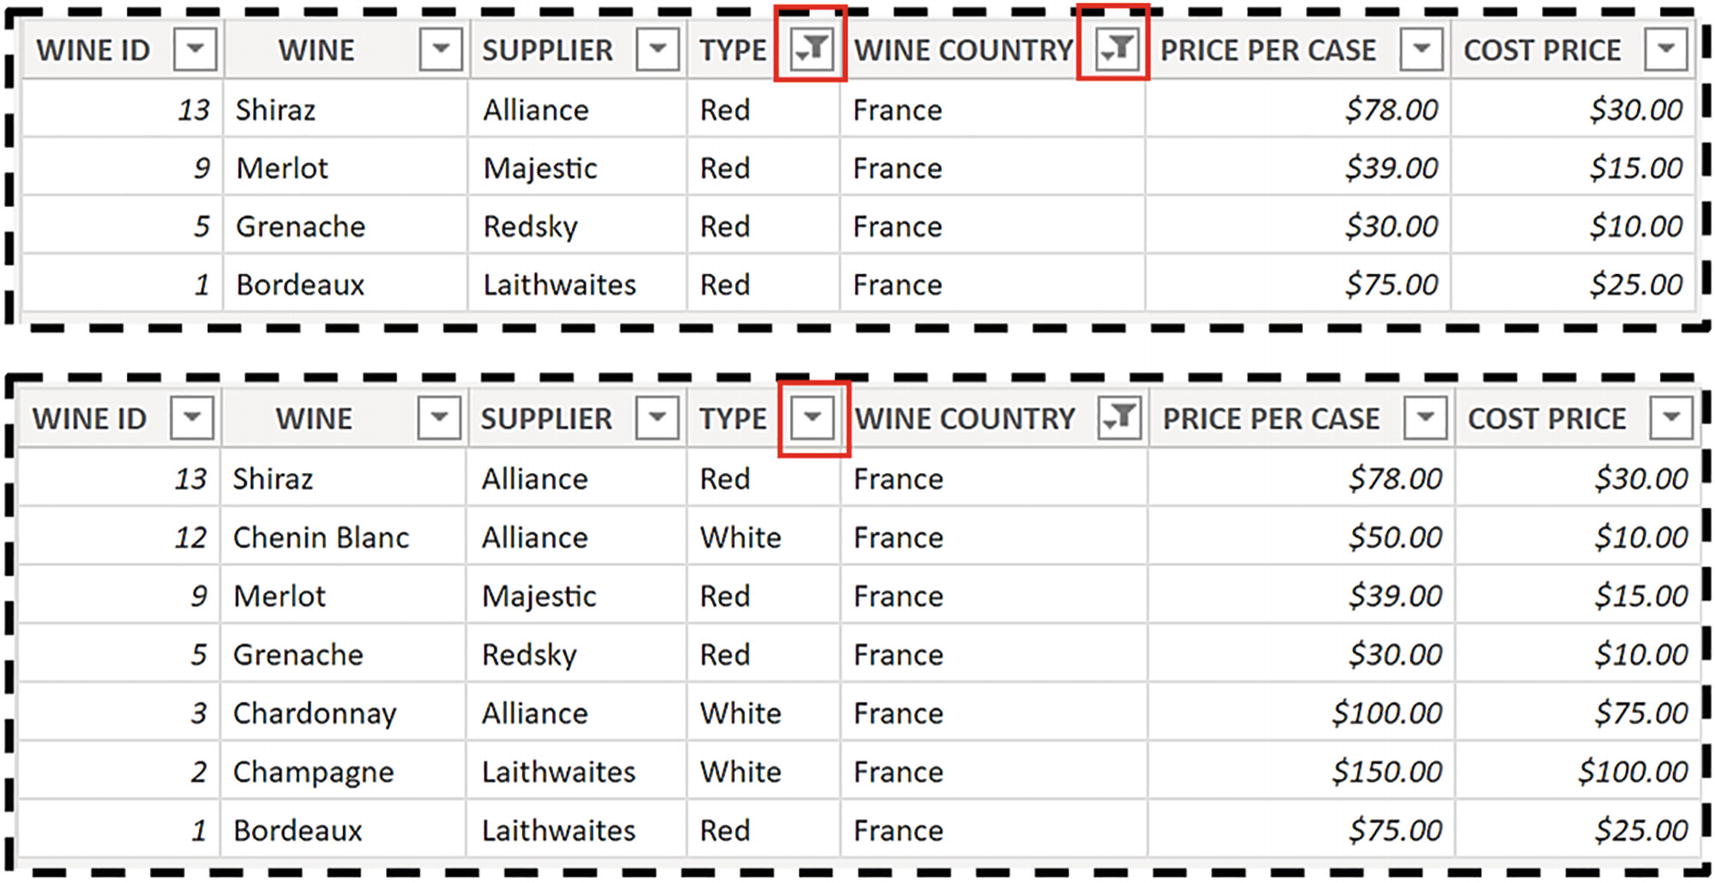 WINE ID WINE SUPPLIER TYPE WINE COUNTRY PRICE PER CASE COST PRICE
13 Shiraz Alliance Red France $78.00 $30.00
9 Merlot Majestic Red France $39.00 $15.00
5 Grenache Redsky Red France $30.00 $10.00
1 Bordeaux Laithwaites Red France $75.00 $25.00
WINE ID WINE SUPPLIER TYPE WINE COUNTRY PRICE PER CASE COST PRICE
13 Shiraz Alliance Red France $78.00 $30.00
12 Chenin Blanc Alliance White France $50.00 $10.00
9 Merlot Majestic Red France $39.00 $15.00
5 Grenache Redsky Red France $30.00 $10.00
3 Chardonnay Alliance White France $100.00 $75.00
2 Champagne Laithwaites White France $150.00 $100.00
1 Bordeaux Laithwaites Red France $75.00 $25.00